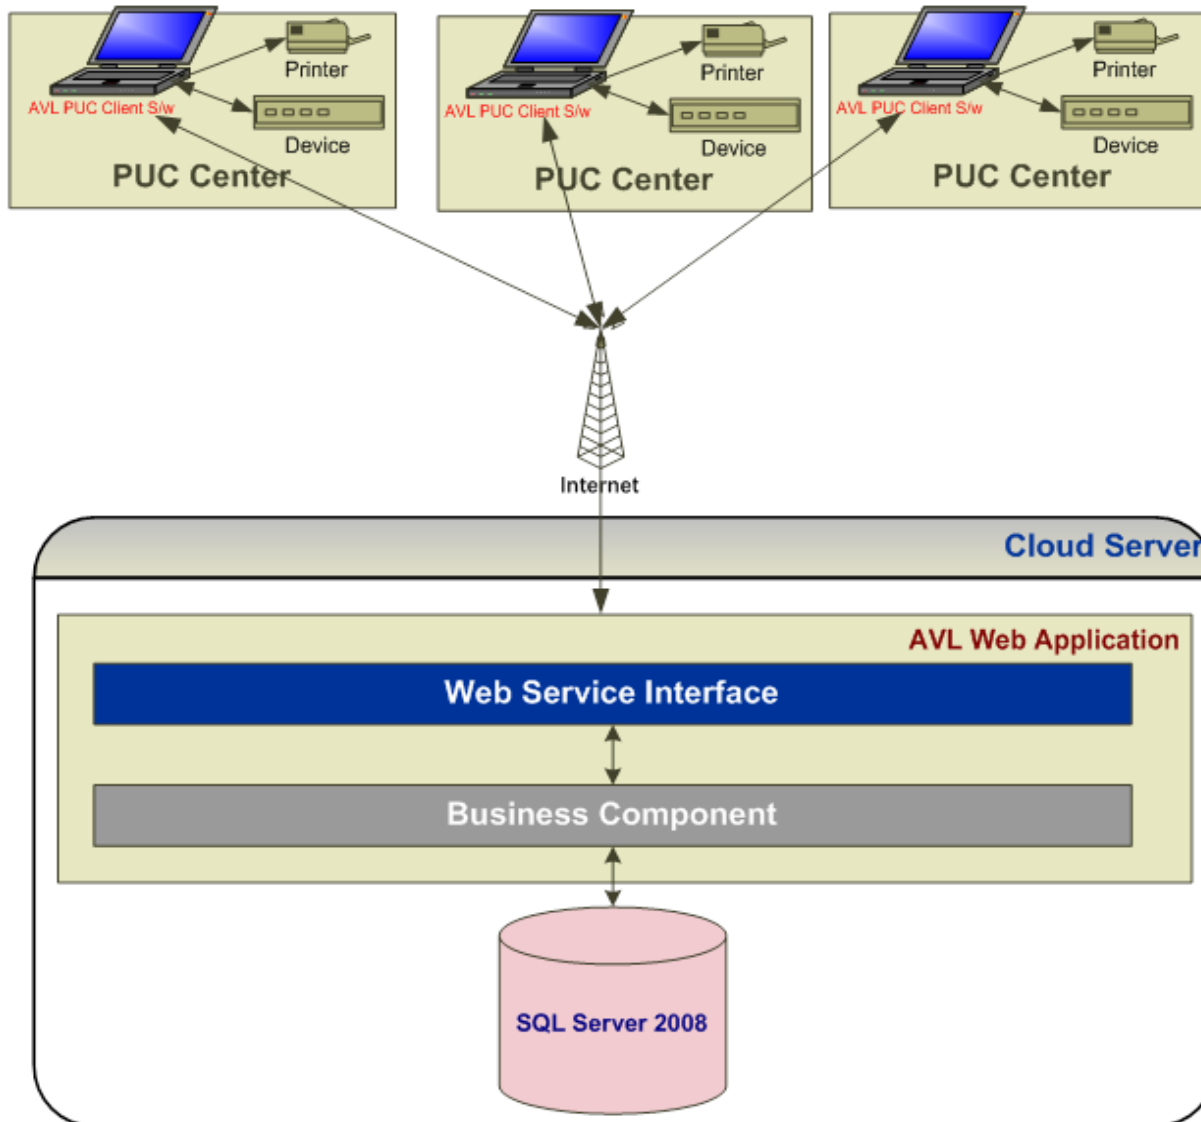 Printer
AVL PUC Client S/w
Device
PUC Center
Printer
AVL PUC Client S/w
Device
PUC Center
Printer
AVL PUC Client S/w
Device
PUC Center
Internet
Cloud Server
AVL Web Application
Web Service Interface
Business Component
SQL Server 2008